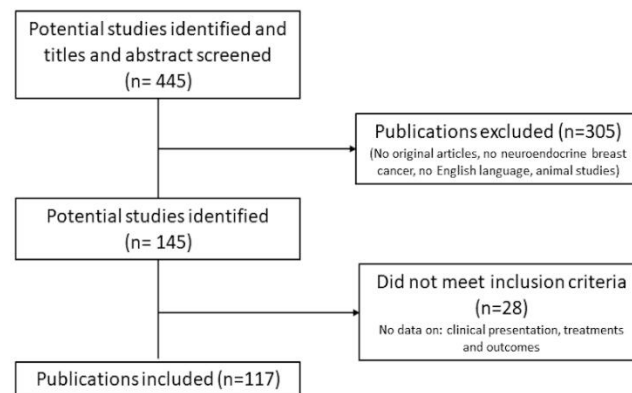 Potential studies identified and
titles and abstract screened
(n= 445)
Publications excluded (n=305)
(No original articles, no neuroendocrine breast
cancer, no English language, animal studies)
Potential studies identified
(n= 145)
Did not meet inclusion criteria
(n=28)
No data on: clinical presentation, treatments
and outcomes
Publications included (n=117)